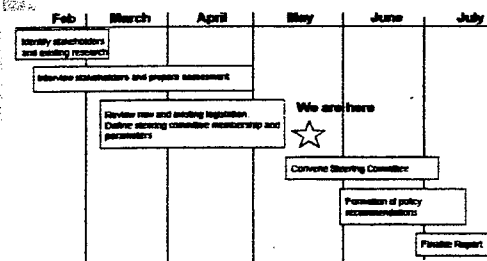 Feb March April May June July
Identify stakeholders
and existing research
Interview stakeholders and prepare assessment
Review new and existing legislation
Define steering committee membership and
parameters
We are here
Convene Steering Committee
Formation of policy
recommendations
Finalize Report